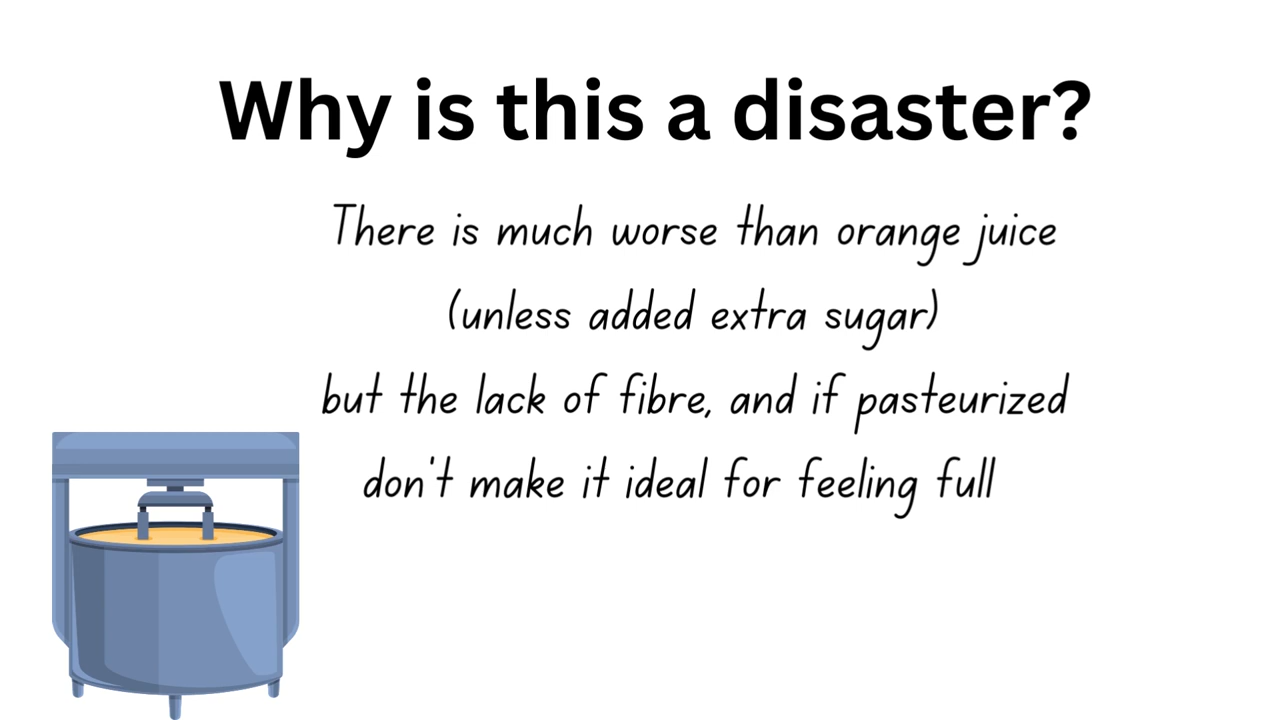 Why is this a disaster?
There is much worse than orange juice
(unless added extra sugar)
but the lack of fibre, and if pasteurized
don't make it ideal for feeling full